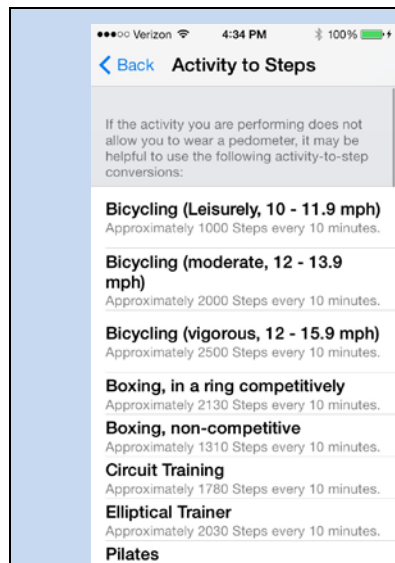 Verizon 4:34 PM 100%
Back Activity to Steps
If the activity you are performing does not
allow you to wear a pedometer, it may be
helpful to use the following activity-to-step
conversions:
Bicycling (Leisurely, 10 - 11.9 mph)
Approximately 1000 Steps every 10 minutes.
Bicycling (moderate, 12 - 13.9
mph)
Approximately 2000 Steps every 10 minutes.
Bicycling (vigorous, 12 - 15.9 mph)
Approximately 2500 Steps every 10 minutes.
Boxing, in a ring competitively
Approximately 2130 Steps every 10 minutes.
Boxing, non-competitive
Approximately 1310 Steps every 10 minutes.
Circuit Training
Approximately 1780 Steps every 10 minutes.
Elliptical Trainer
Approximately 2030 Steps every 10 minutes.
Pilates